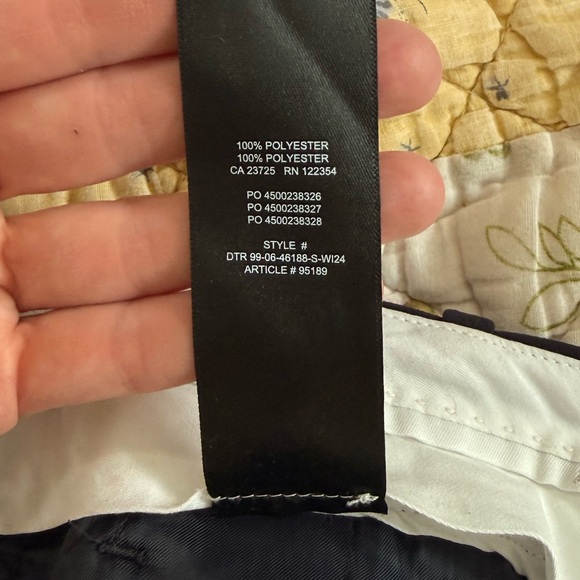 100% POLYESTER
100% POLYESTER
CA 23725 RN 122354
PO 4500238326
PO 4500238327
PO 4500238328
STYLE #
DTR 99-06-46188-S-WI24
ARTICLE # 95189